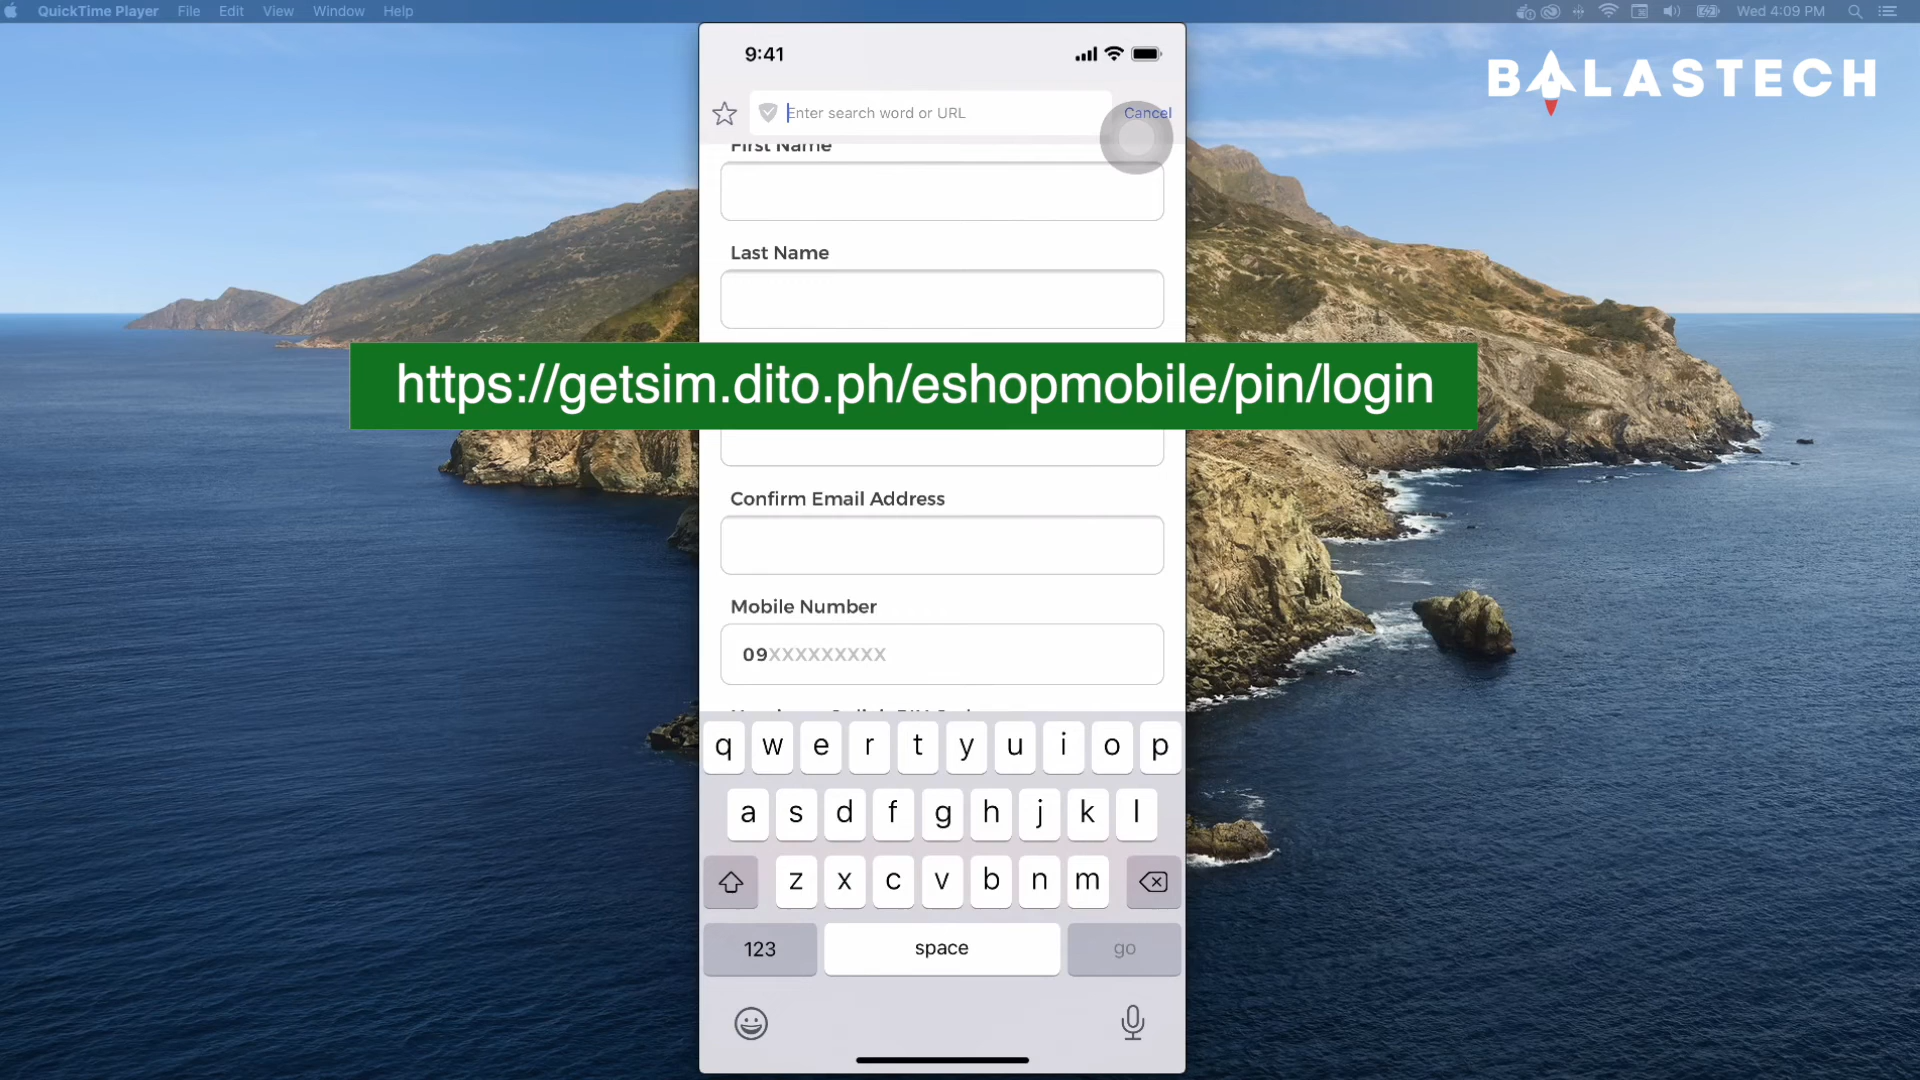 QuickTime Player File Edit View Window Help Wed 4:09 PM
9:41
BALASTECH
Enter search word or URL Cancel
First Name
Last Name
https://getsim.dito.ph/eshopmobile/pin/login
Confirm Email Address
Mobile Number
09XXXXXXXXX
q w e r t y u i o p
a s d f g h j k l
z x c v b n m
123 space go